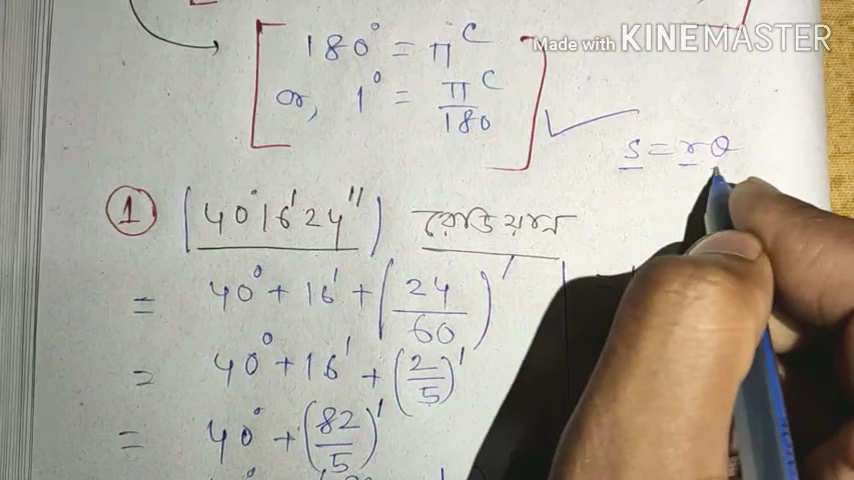 Made with KINEMASTER
180° = π^c
or, 1° = π^c/180
s = rθ
1 (40°16'24") রেডিয়ান
= 40° + 16' + (24/60)'
= 40° + 16' + (2/5)'
= 40° + (82/5)'